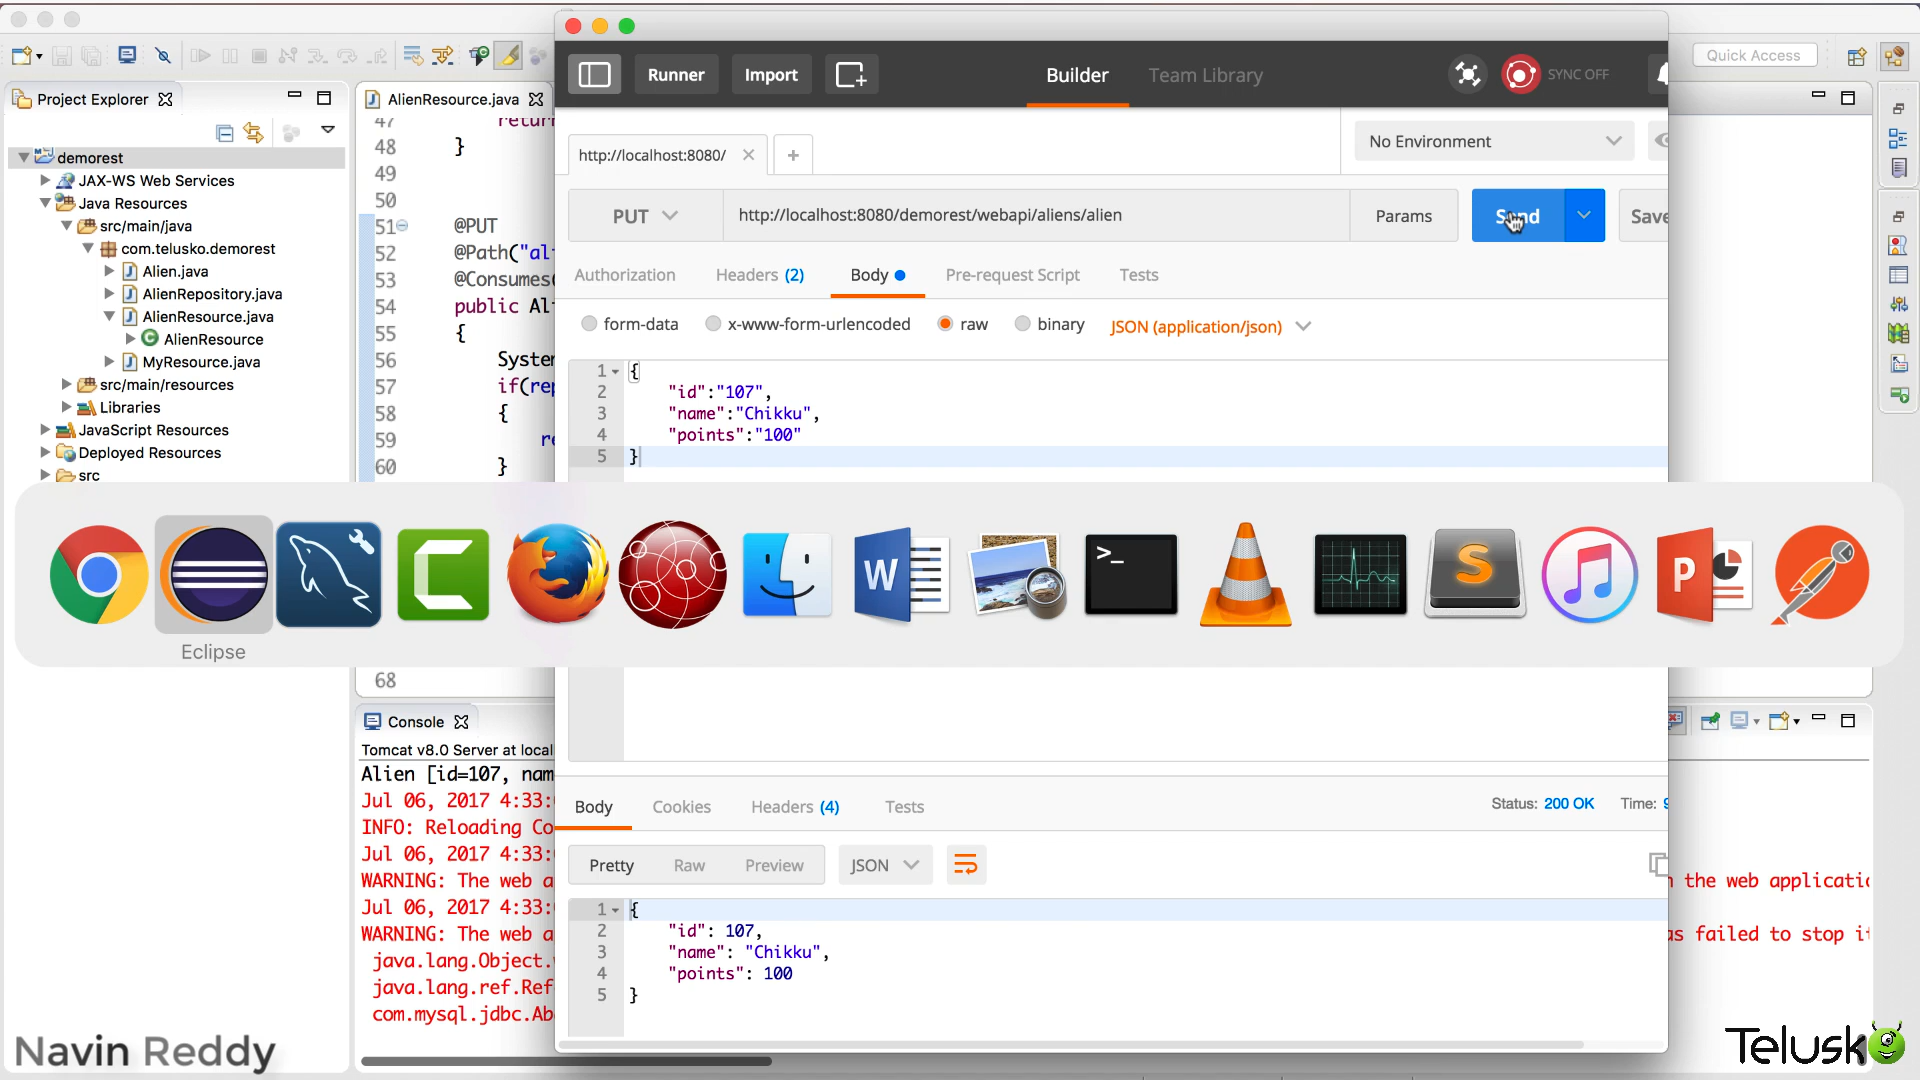 Quick Access
Project Explorer
demorest
JAX-WS Web Services
Java Resources
src/main/java
com.telusko.demorest
Alien.java
AlienRepository.java
AlienResource.java
AlienResource
MyResource.java
src/main/resources
Libraries
JavaScript Resources
Deployed Resources
src
AlienResource.java
48 }
49
50
51 @PUT
52 @Path("al
53 @Consumes(
54 public Al
55 {
56 System
57 if(rep
58 {
59 re
60 }
68
Runner
Import
Builder
Team Library
SYNC OFF
http://localhost:8080/
+
No Environment
PUT
http://localhost:8080/demorest/webapi/aliens/alien
Params
Send
Save
Authorization
Headers (2)
Body
Pre-request Script
Tests
form-data
x-www-form-urlencoded
raw
binary
JSON (application/json)
1 {
2 "id":"107",
3 "name":"Chikku",
4 "points":"100"
5 }
W
>_
S
P
Eclipse
Console
Tomcat v8.0 Server at local
Alien [id=107, nam
Jul 06, 2017 4:33:
INFO: Reloading Co
Jul 06, 2017 4:33:
WARNING: The web a
Jul 06, 2017 4:33:
WARNING: The web a
java.lang.Object.
java.lang.ref.Ref
com.mysql.jdbc.Ab
n the web applicati
as failed to stop i
Body
Cookies
Headers (4)
Tests
Status: 200 OK
Time: 9
Pretty
Raw
Preview
JSON
1 {
2 "id": 107,
3 "name": "Chikku",
4 "points": 100
5 }
Navin Reddy
Telusko